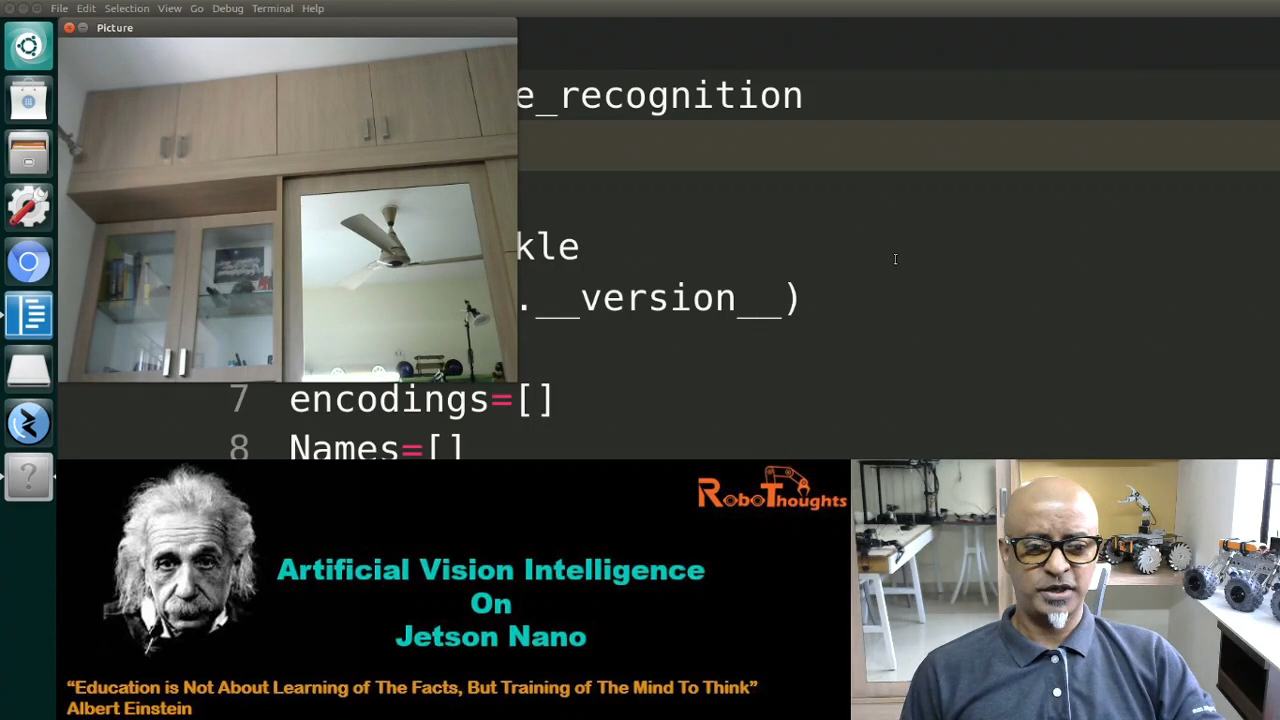 File Edit Selection View Go Debug Terminal Help
Picture
e_recognition
kle
.__version__)
7 encodings=[]
8 Names=[]
RoboThoughts
Artificial Vision Intelligence
On
Jetson Nano
“Education is Not About Learning of The Facts, But Training of The Mind To Think”
Albert Einstein